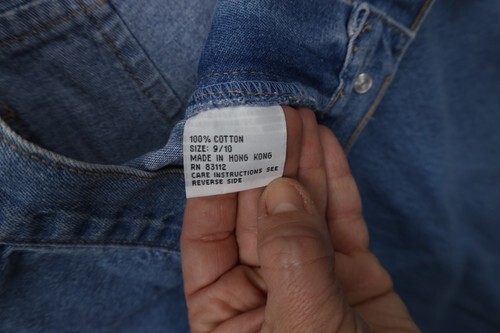 100% COTTON
SIZE: 9/10
MADE IN HONG KONG
RN 83112
CARE INSTRUCTIONS SEE
REVERSE SIDE